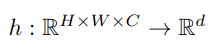 h : ℝ^{H×W×C} → ℝ^d